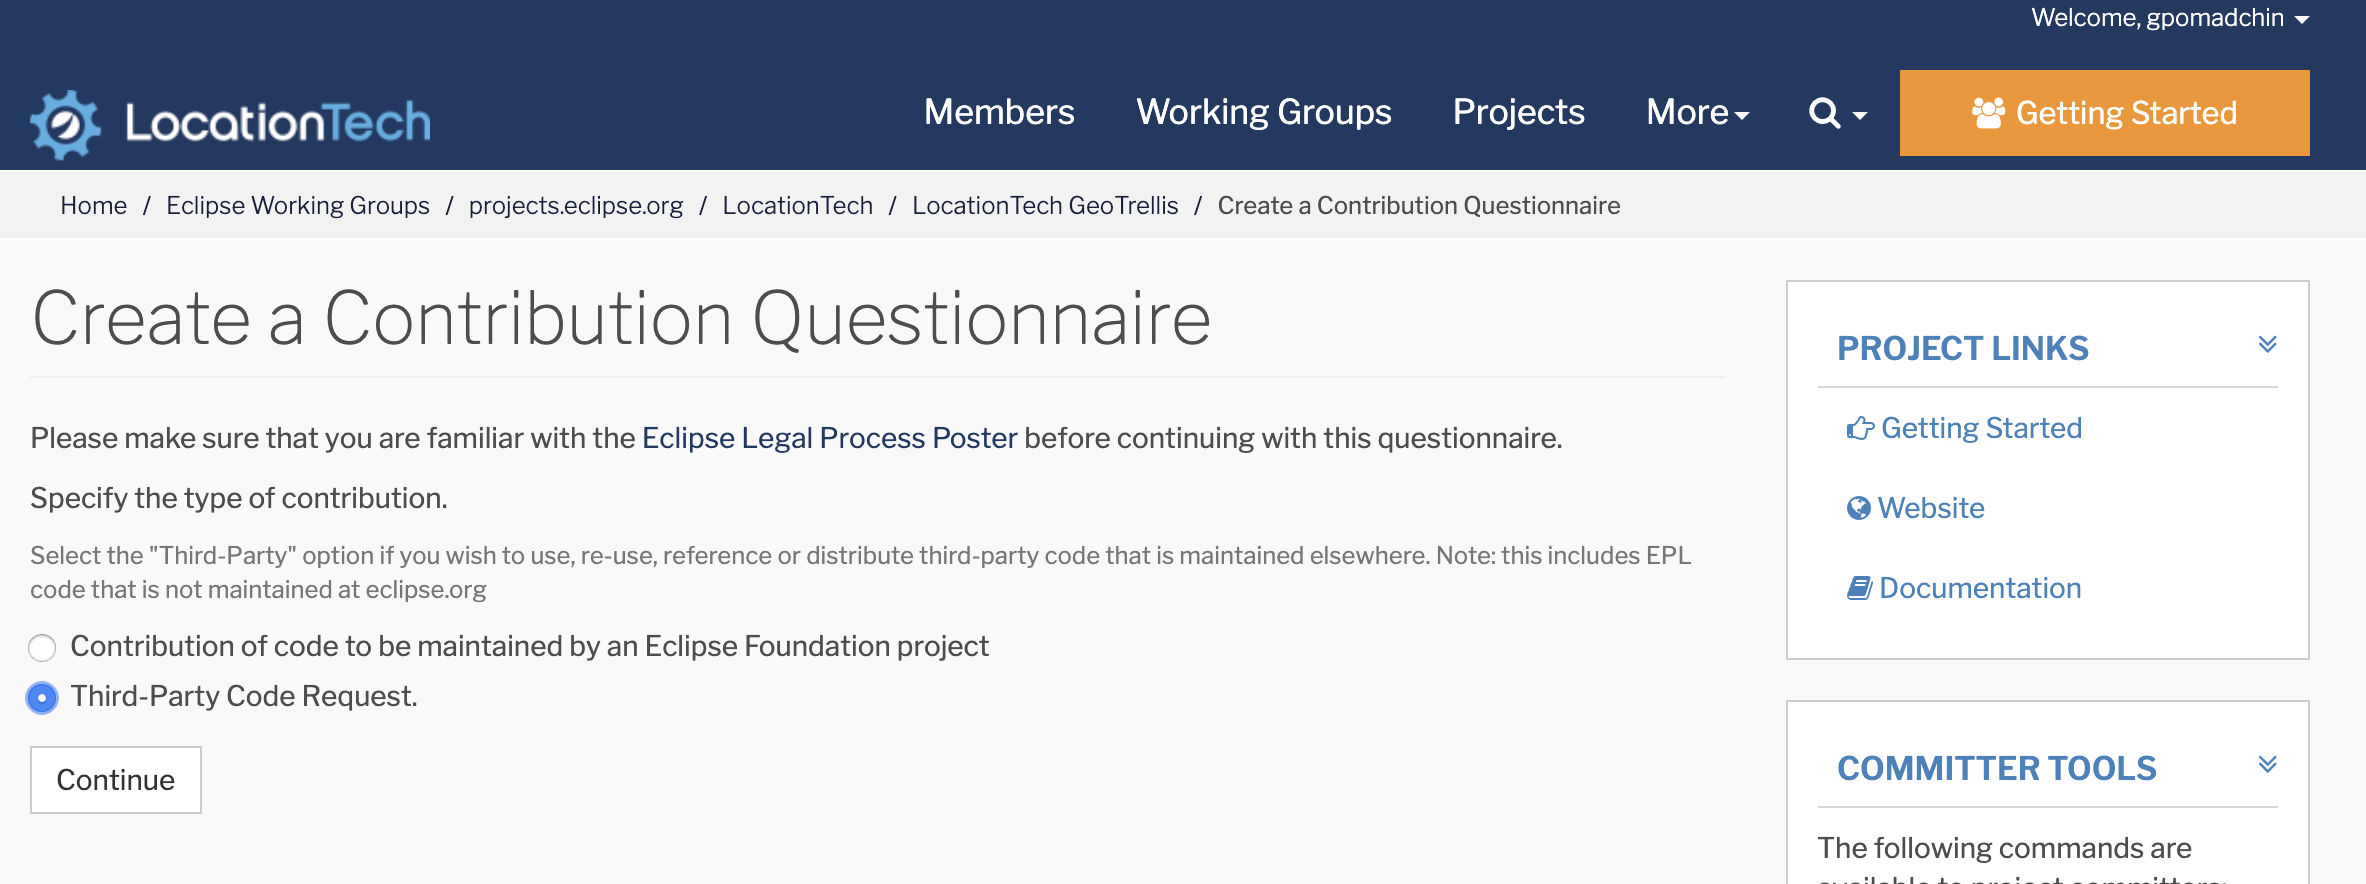 Welcome, gpomadchin
LocationTech
Members
Working Groups
Projects
More
Getting Started
Home / Eclipse Working Groups / projects.eclipse.org / LocationTech / LocationTech GeoTrellis / Create a Contribution Questionnaire
Create a Contribution Questionnaire
Please make sure that you are familiar with the Eclipse Legal Process Poster before continuing with this questionnaire.
Specify the type of contribution.
Select the "Third-Party" option if you wish to use, re-use, reference or distribute third-party code that is maintained elsewhere. Note: this includes EPL
code that is not maintained at eclipse.org
Contribution of code to be maintained by an Eclipse Foundation project
Third-Party Code Request.
Continue
PROJECT LINKS
Getting Started
Website
Documentation
COMMITTER TOOLS
The following commands are
available to project committers: